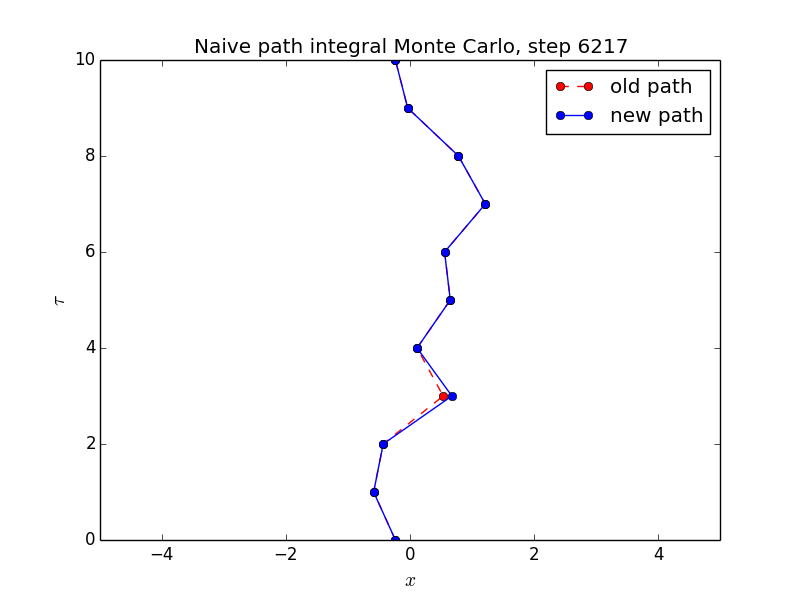 Naive path integral Monte Carlo, step 6217
old path
new path
10
8
6
4
2
0
τ
−4 −2 0 2 4
x